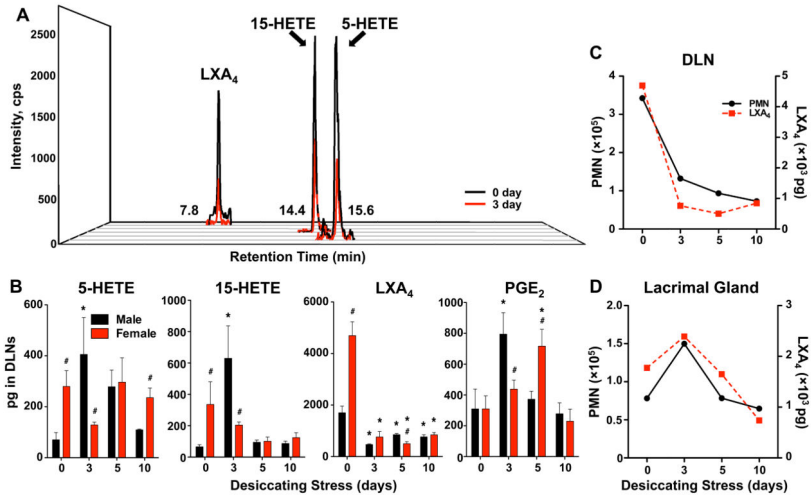 A
15-HETE
5-HETE
LXA4
Intensity, cps
2500
2000
1500
1000
500
0
7.8
14.4
15.6
0 day
3 day
Retention Time (min)
B
5-HETE
15-HETE
LXA4
PGE2
pg in DLNs
Male
Female
600
400
200
0
*
#
#
#
0 3 5 10
1000
800
600
400
200
0
*
#
#
0 3 5 10
6000
4000
2000
0
#
* *
* *
#
* *
0 3 5 10
1000
800
600
400
200
0
*
#
*
#
0 3 5 10
Desiccating Stress (days)
C
DLN
PMN (×10⁵)
4
3
2
1
0
PMN
LXA4
5
4
3
2
1
0
LXA4 (×10³ pg)
0 3 5 10
D
Lacrimal Gland
PMN (×10⁵)
2.0
1.5
1.0
0.5
0
3
2
1
0
LXA4 (×10³ pg)
0 3 5 10
Desiccating Stress (days)